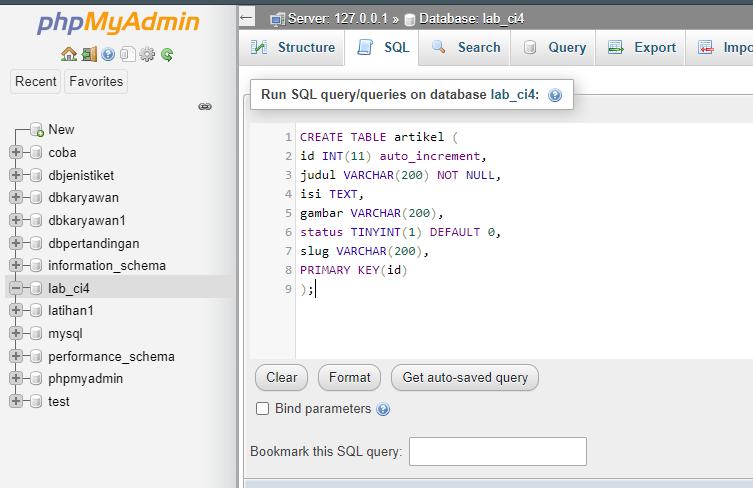 phpMyAdmin
Recent Favorites
New
coba
dbjenistiket
dbkaryawan
dbkaryawan1
dbpertandingan
information_schema
lab_ci4
latihan1
mysql
performance_schema
phpmyadmin
test
Server: 127.0.0.1 » Database: lab_ci4
Structure SQL Search Query Export Impo
Run SQL query/queries on database lab_ci4:
1 CREATE TABLE artikel (
2 id INT(11) auto_increment,
3 judul VARCHAR(200) NOT NULL,
4 isi TEXT,
5 gambar VARCHAR(200),
6 status TINYINT(1) DEFAULT 0,
7 slug VARCHAR(200),
8 PRIMARY KEY(id)
9 );
Clear Format Get auto-saved query
Bind parameters
Bookmark this SQL query: